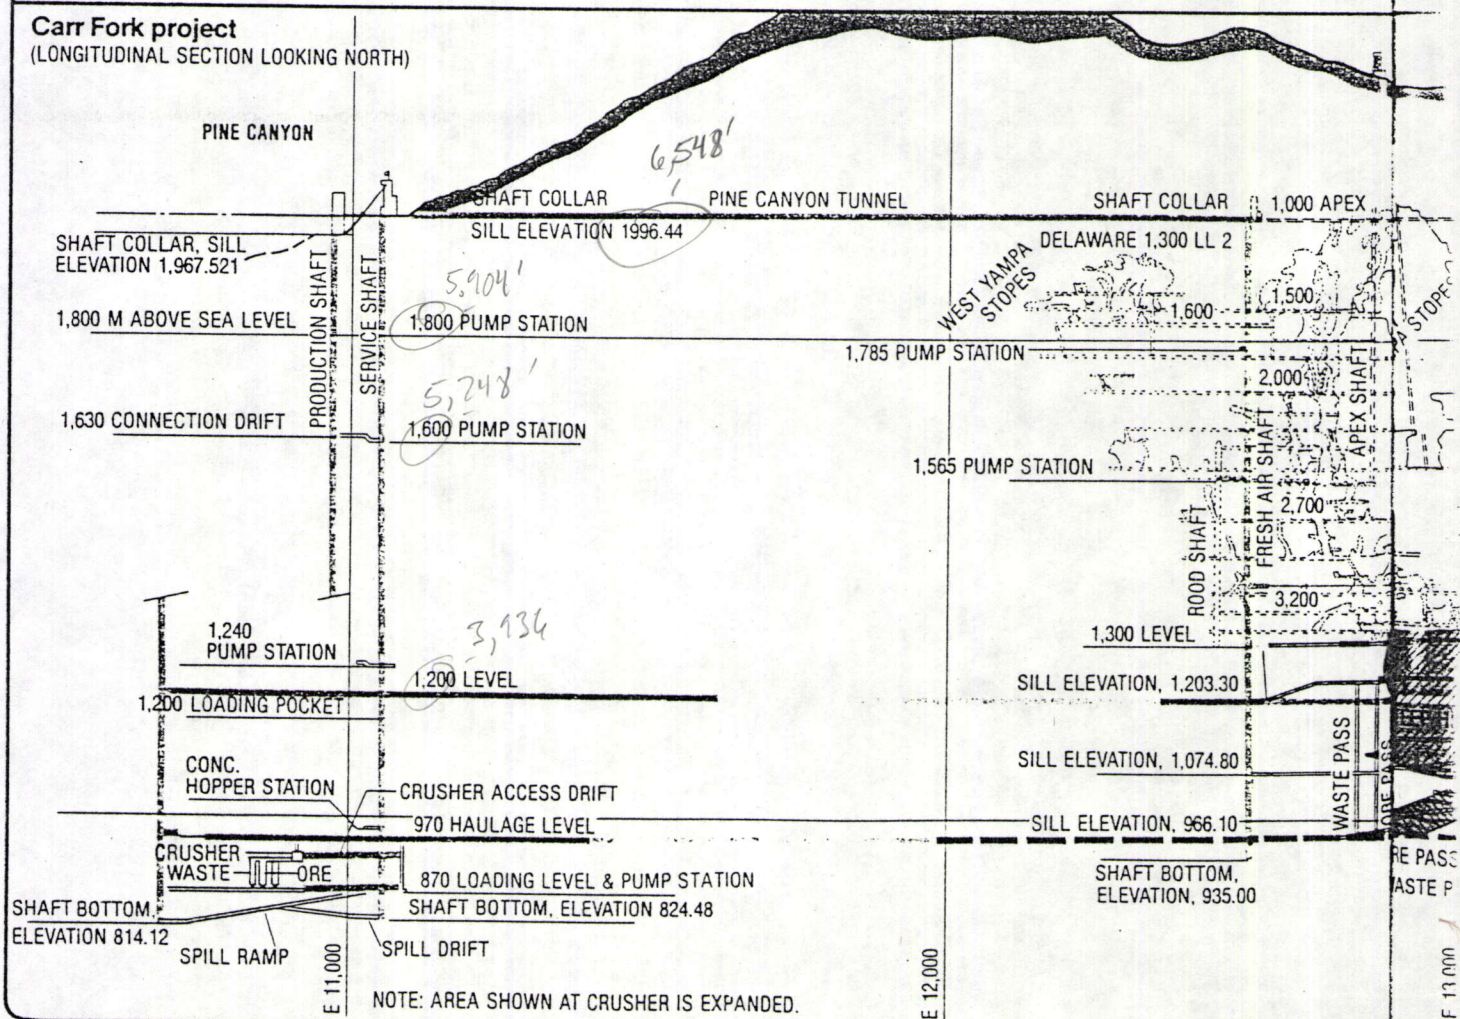 Carr Fork project
(LONGITUDINAL SECTION LOOKING NORTH)
PINE CANYON
6,548'
SHAFT COLLAR
PINE CANYON TUNNEL
SHAFT COLLAR
1,000 APEX
SILL ELEVATION 1996.44
SHAFT COLLAR, SILL
ELEVATION 1,967.521
DELAWARE 1,300 LL 2
PRODUCTION SHAFT
SERVICE SHAFT
5,904'
WEST YAMPA
STOPES
1,500
1,600
STOPES
1,800 M ABOVE SEA LEVEL
1,800 PUMP STATION
1,785 PUMP STATION
5,248'
2,000
APEX SHAFT
1,630 CONNECTION DRIFT
1,600 PUMP STATION
1,565 PUMP STATION
FRESH AIR SHAFT
2,700
ROOD SHAFT
3,200
3,936
1,240
PUMP STATION
1,300 LEVEL
1,200 LEVEL
SILL ELEVATION, 1,203.30
1,200 LOADING POCKET
CONC.
HOPPER STATION
SILL ELEVATION, 1,074.80
WASTE PASS
ORE PASS
CRUSHER ACCESS DRIFT
970 HAULAGE LEVEL
SILL ELEVATION, 966.10
CRUSHER
WASTE
ORE
870 LOADING LEVEL & PUMP STATION
SHAFT BOTTOM,
ELEVATION, 935.00
RE PASS
ASTE P
SHAFT BOTTOM,
ELEVATION 814.12
SHAFT BOTTOM, ELEVATION 824.48
SPILL RAMP
SPILL DRIFT
E 11,000
E 12,000
E 13,000
NOTE: AREA SHOWN AT CRUSHER IS EXPANDED.